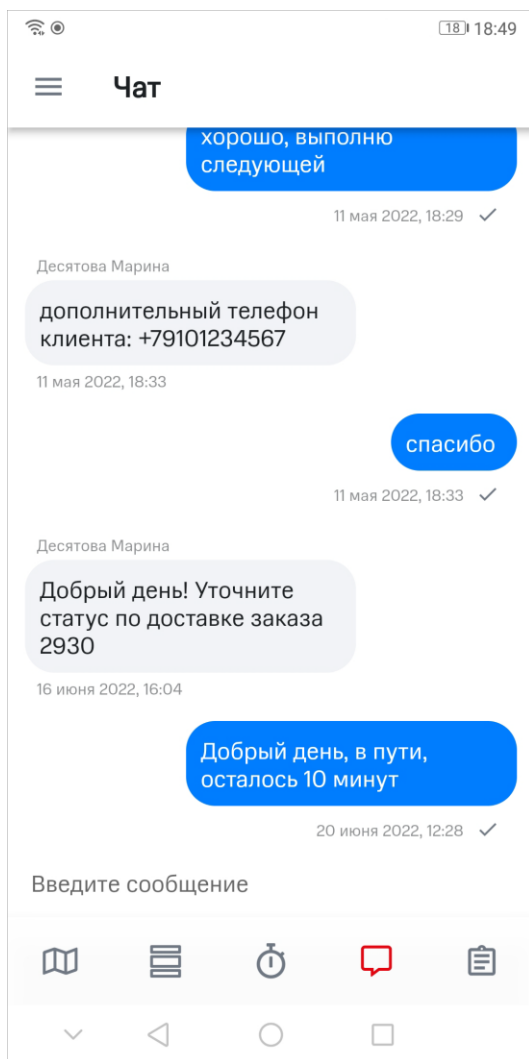 18 18:49
Чат
хорошо, выполню
следующей
11 мая 2022, 18:29
Десятова Марина
дополнительный телефон
клиента: +79101234567
11 мая 2022, 18:33
спасибо
11 мая 2022, 18:33
Десятова Марина
Добрый день! Уточните
статус по доставке заказа
2930
16 июня 2022, 16:04
Добрый день, в пути,
осталось 10 минут
20 июня 2022, 12:28
Введите сообщение